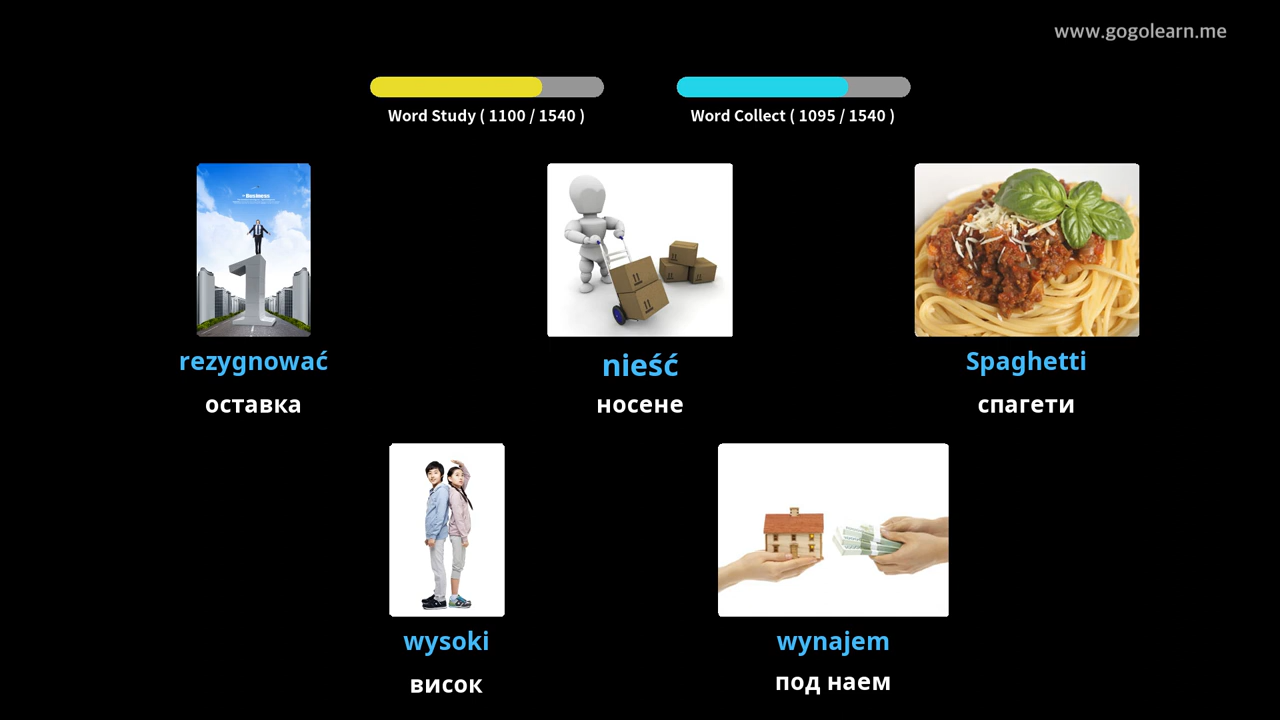 www.gogolearn.me
Word Study ( 1100 / 1540 )
Word Collect ( 1095 / 1540 )
Business
rezygnować
nieść
Spaghetti
оставка
носене
спагети
wysoki
wynajem
висок
под наем